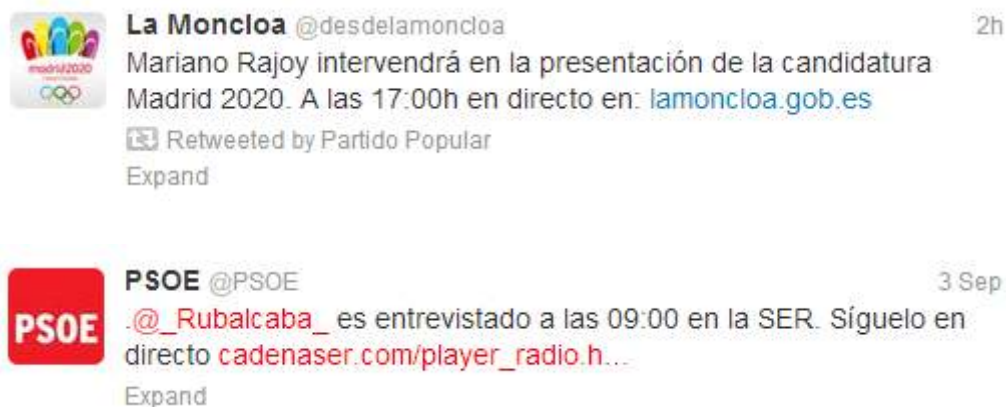 La Moncloa @desdelamoncloa 2h
Mariano Rajoy intervendrá en la presentación de la candidatura
Madrid 2020. A las 17:00h en directo en: lamoncloa.gob.es
Retweeted by Partido Popular
Expand
madrid2020
PSOE @PSOE 3 Sep
PSOE
.@_Rubalcaba_ es entrevistado a las 09:00 en la SER. Síguelo en
directo cadenaser.com/player_radio.h...
Expand